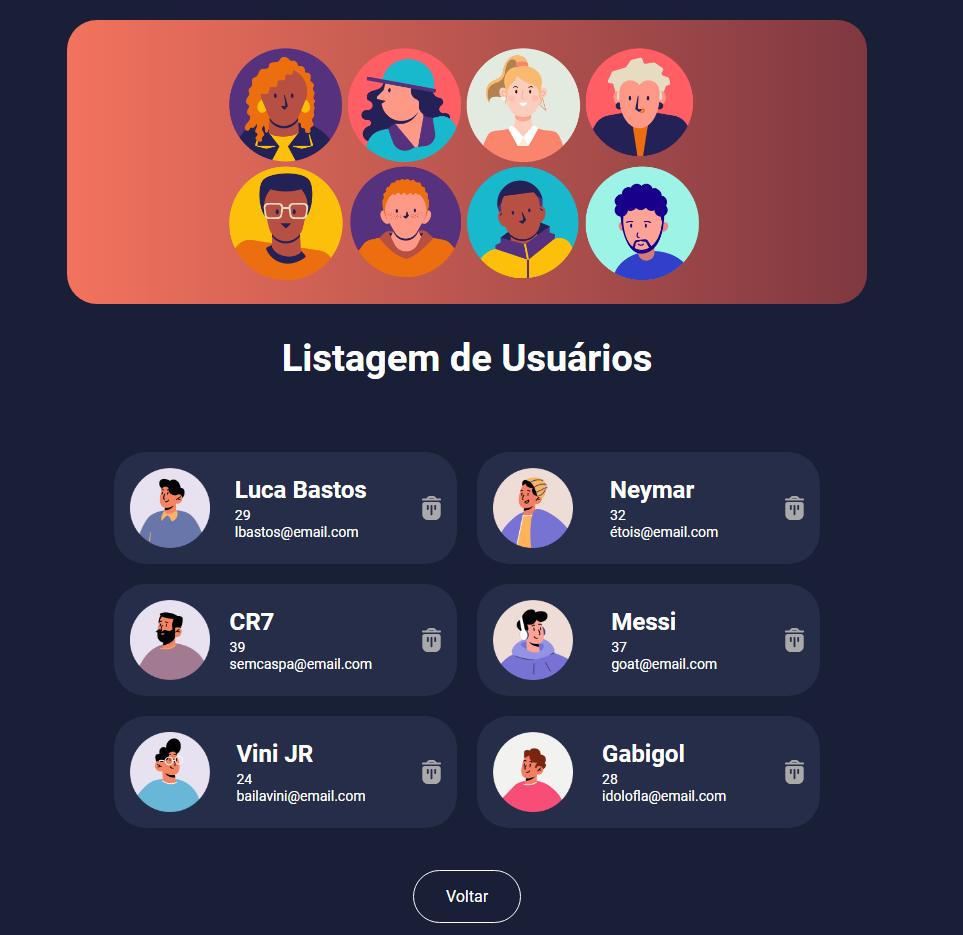 Listagem de Usuários
Luca Bastos
29
lbastos@email.com
Neymar
32
étois@email.com
CR7
39
semcaspa@email.com
Messi
37
goat@email.com
Vini JR
24
bailavini@email.com
Gabigol
28
idolofla@email.com
Voltar